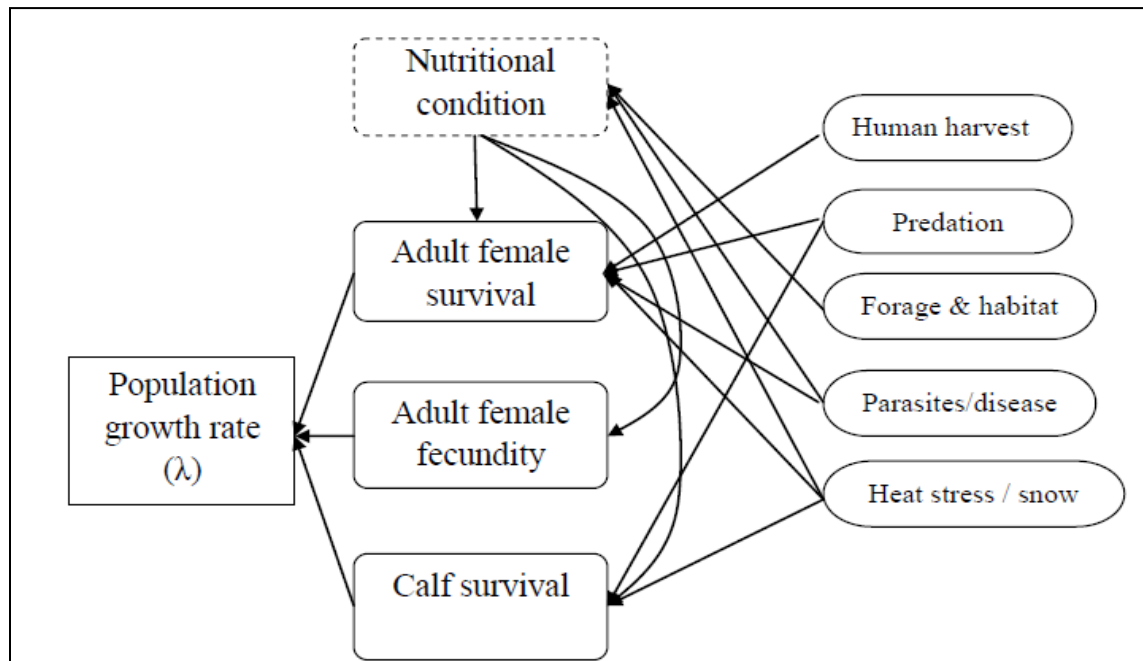 Nutritional
condition
Human harvest
Predation
Adult female
survival
Forage & habitat
Population
growth rate
(λ)
Adult female
fecundity
Parasites/disease
Heat stress / snow
Calf survival